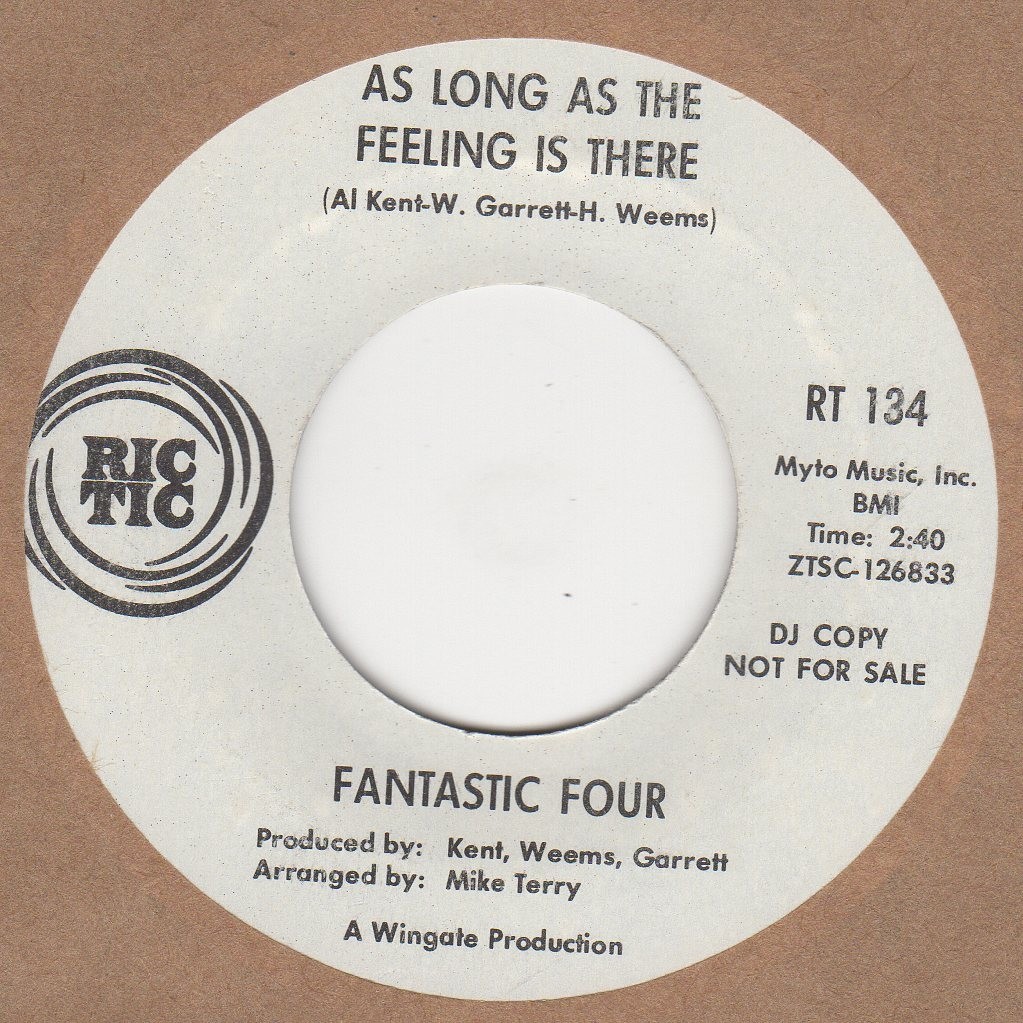 AS LONG AS THE
FEELING IS THERE
(Al Kent-W. Garrett-H. Weems)
RIC
TIC
RT 134
Myto Music, Inc.
BMI
Time: 2:40
ZTSC-126833
DJ COPY
NOT FOR SALE
FANTASTIC FOUR
Produced by: Kent, Weems, Garrett
Arranged by: Mike Terry
A Wingate Production